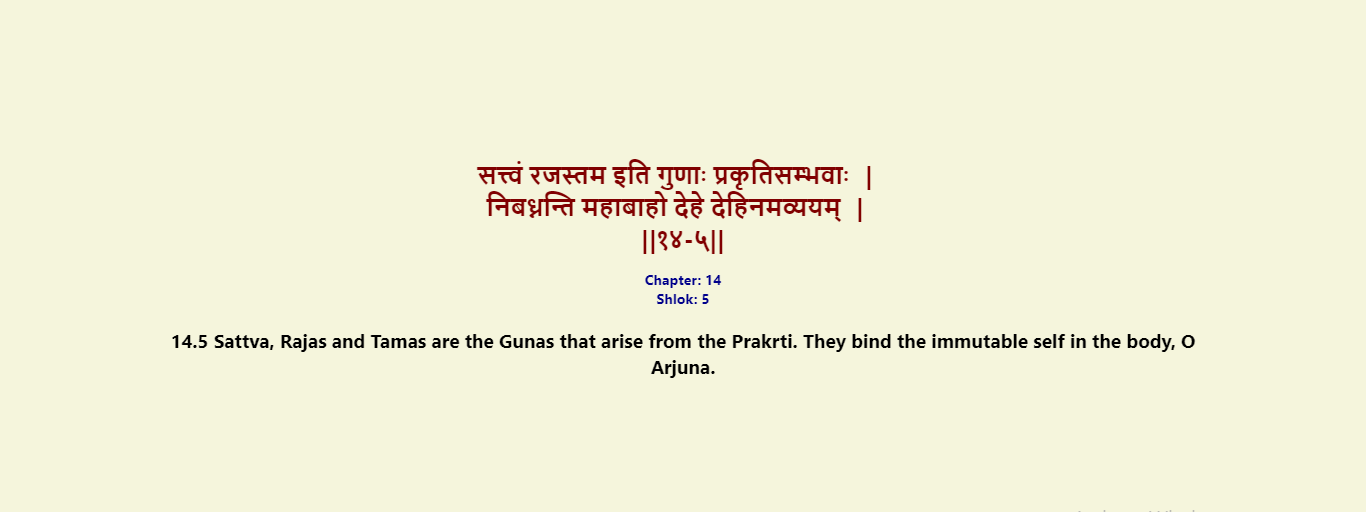 सत्त्वं रजस्तम इति गुणाः प्रकृतिसम्भवाः |
निबध्नन्ति महाबाहो देहे देहिनमव्ययम् |
||१४-५||
Chapter: 14
Shlok: 5
14.5 Sattva, Rajas and Tamas are the Gunas that arise from the Prakrti. They bind the immutable self in the body, O
Arjuna.